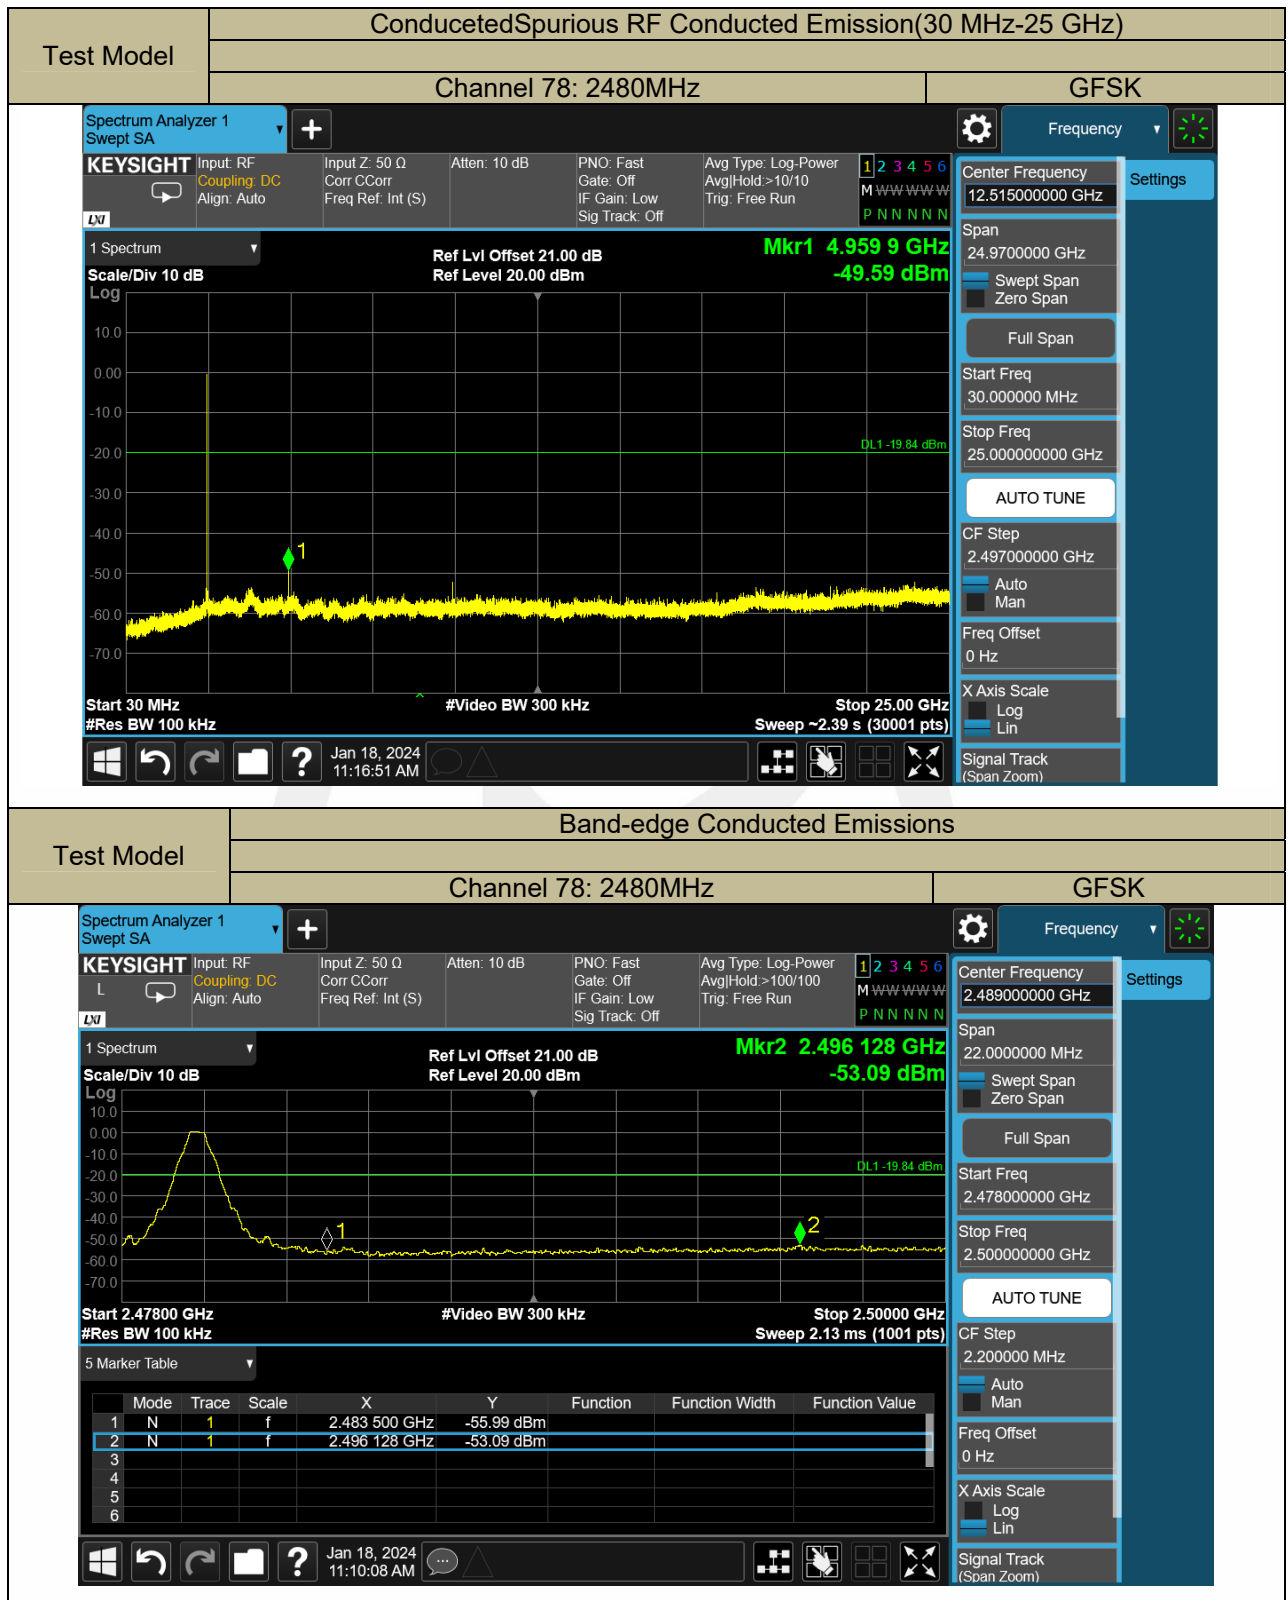 Test Model
ConducetedSpurious RF Conducted Emission(30 MHz-25 GHz)
Channel 78: 2480MHz
GFSK
Spectrum Analyzer 1
Swept SA
Frequency
KEYSIGHT
LXI
Input: RF
Coupling: DC
Align: Auto
Input Z: 50 Ω
Corr CCorr
Freq Ref: Int (S)
Atten: 10 dB
PNO: Fast
Gate: Off
IF Gain: Low
Sig Track: Off
Avg Type: Log-Power
Avg|Hold:>10/10
Trig: Free Run
1 2 3 4 5 6
M W W W W W
P N N N N N
1 Spectrum
Scale/Div 10 dB
Ref Lvl Offset 21.00 dB
Ref Level 20.00 dBm
Mkr1 4.959 9 GHz
-49.59 dBm
Log
10.0
0.00
-10.0
-20.0
-30.0
-40.0
-50.0
-60.0
-70.0
DL1 -19.84 dBm
1
Start 30 MHz
#Res BW 100 kHz
#Video BW 300 kHz
Stop 25.00 GHz
Sweep ~2.39 s (30001 pts)
Jan 18, 2024
11:16:51 AM
Center Frequency
12.515000000 GHz
Span
24.9700000 GHz
Swept Span
Zero Span
Full Span
Start Freq
30.000000 MHz
Stop Freq
25.000000000 GHz
AUTO TUNE
CF Step
2.497000000 GHz
Auto
Man
Freq Offset
0 Hz
X Axis Scale
Log
Lin
Signal Track
(Span Zoom)
Settings
Test Model
Band-edge Conducted Emissions
Channel 78: 2480MHz
GFSK
Spectrum Analyzer 1
Swept SA
Frequency
KEYSIGHT
L
LXI
Input: RF
Coupling: DC
Align: Auto
Input Z: 50 Ω
Corr CCorr
Freq Ref: Int (S)
Atten: 10 dB
PNO: Fast
Gate: Off
IF Gain: Low
Sig Track: Off
Avg Type: Log-Power
Avg|Hold:>100/100
Trig: Free Run
1 2 3 4 5 6
M W W W W W
P N N N N N
1 Spectrum
Scale/Div 10 dB
Ref Lvl Offset 21.00 dB
Ref Level 20.00 dBm
Mkr2 2.496 128 GHz
-53.09 dBm
Log
10.0
0.00
-10.0
-20.0
-30.0
-40.0
-50.0
-60.0
-70.0
DL1 -19.84 dBm
1
2
Start 2.47800 GHz
#Res BW 100 kHz
#Video BW 300 kHz
Stop 2.50000 GHz
Sweep 2.13 ms (1001 pts)
5 Marker Table
Mode Trace Scale X Y Function Function Width Function Value
1 N 1 f 2.483 500 GHz -55.99 dBm
2 N 1 f 2.496 128 GHz -53.09 dBm
3
4
5
6
Jan 18, 2024
11:10:08 AM
Center Frequency
2.489000000 GHz
Span
22.0000000 MHz
Swept Span
Zero Span
Full Span
Start Freq
2.478000000 GHz
Stop Freq
2.500000000 GHz
AUTO TUNE
CF Step
2.200000 MHz
Auto
Man
Freq Offset
0 Hz
X Axis Scale
Log
Lin
Signal Track
(Span Zoom)
Settings